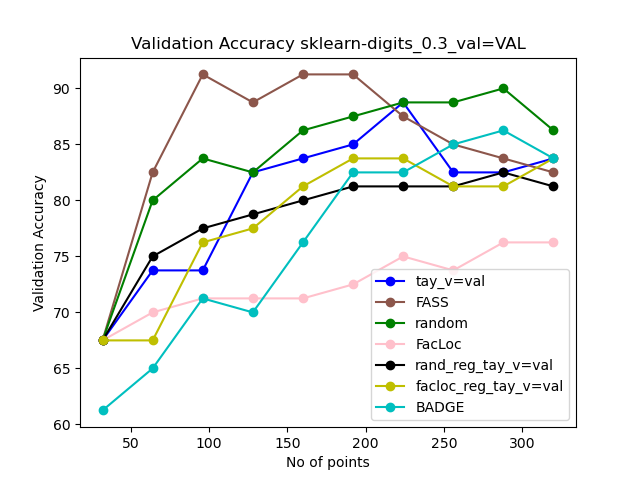 Validation Accuracy sklearn-digits_0.3_val=VAL
Validation Accuracy
90
85
80
75
70
65
60
tay_v=val
FASS
random
FacLoc
rand_reg_tay_v=val
facloc_reg_tay_v=val
BADGE
50 100 150 200 250 300
No of points